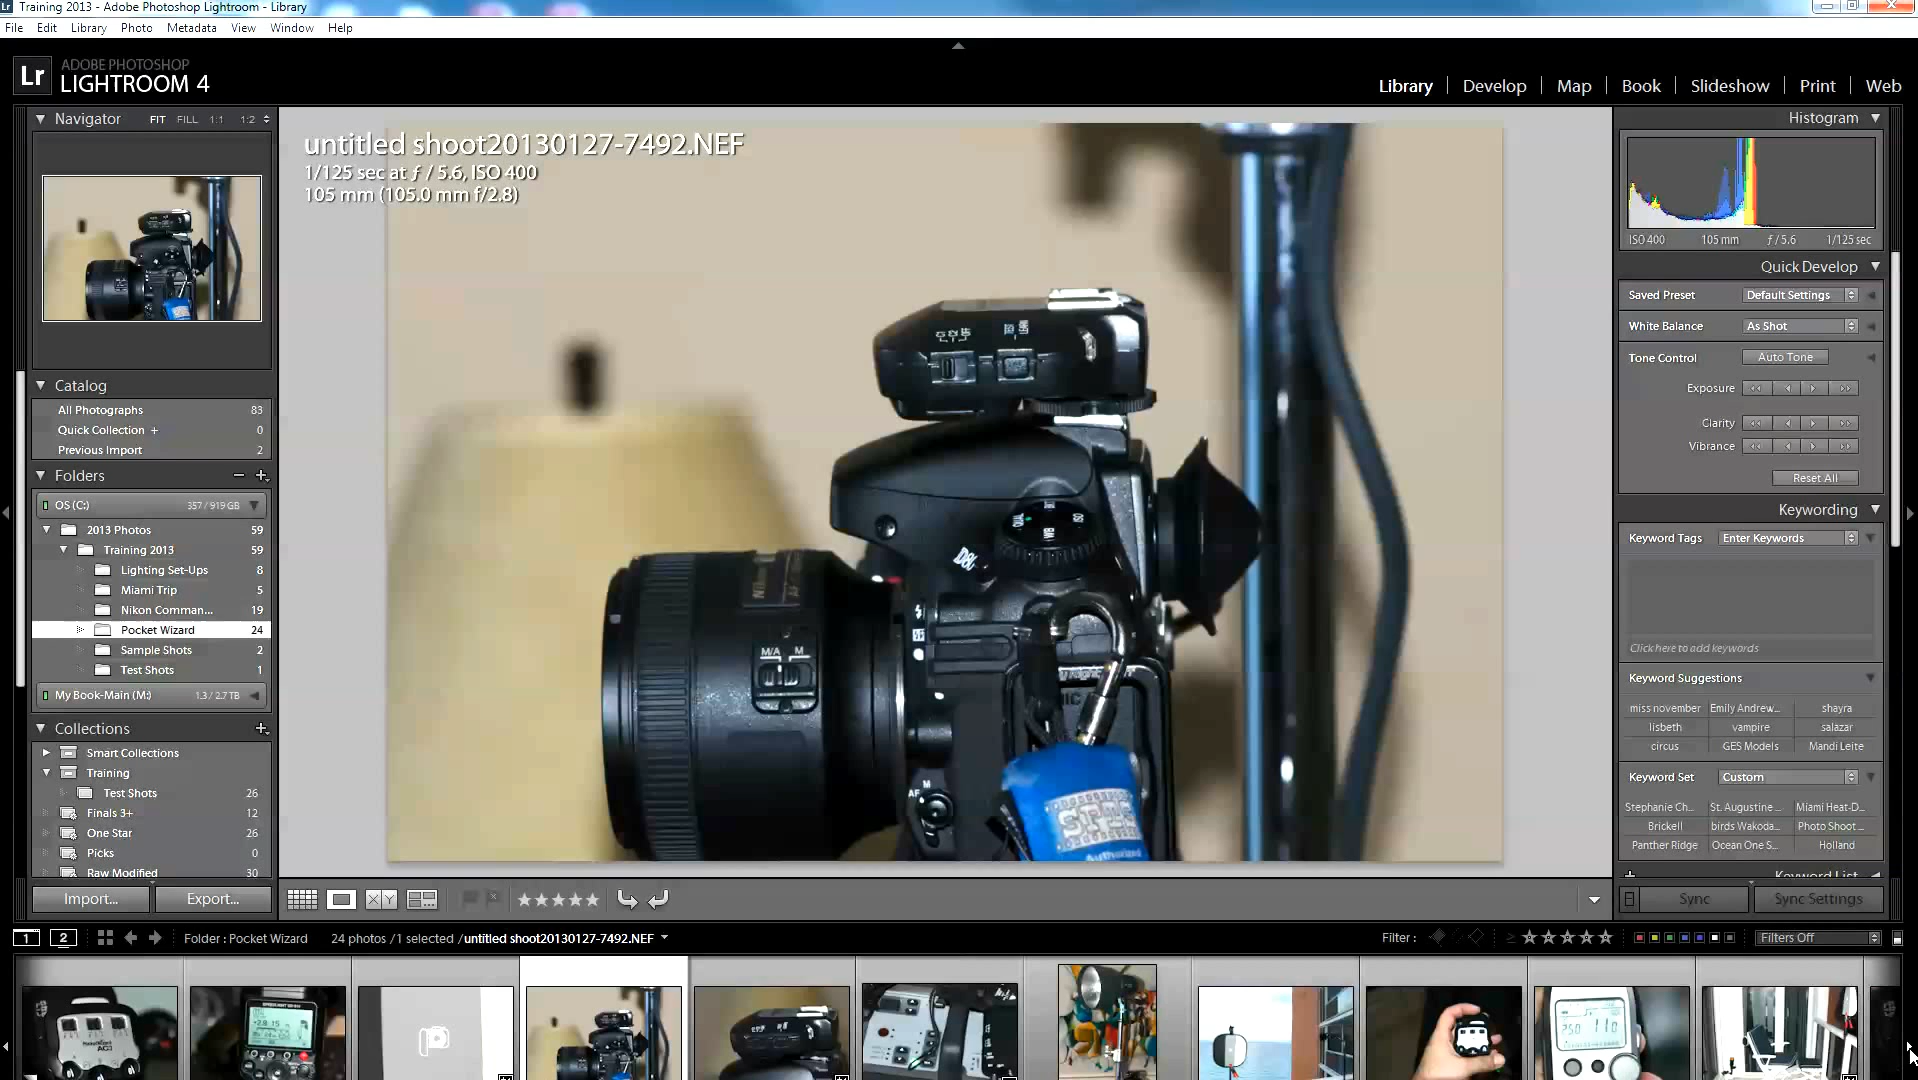 Training 2013 - Adobe Photoshop Lightroom - Library
File Edit Library Photo Metadata View Window Help
Lr ADOBE PHOTOSHOP
LIGHTROOM 4
Library Develop Map Book Slideshow Print Web
Navigator FIT FILL 1:1 1:2
Catalog
All Photographs 83
Quick Collection + 0
Previous Import 2
Folders
OS (C:) 357 / 919 GB
2013 Photos 59
Training 2013 59
Lighting Set-Ups 8
Miami Trip 5
Nikon Comman... 19
Pocket Wizard 24
Sample Shots 2
Test Shots 1
My Book-Main (M:) 1.3 / 2.7 TB
Collections
Smart Collections
Training
Test Shots 26
Finals 3+ 12
One Star 26
Picks 0
Raw Modified 30
Import... Export...
untitled shoot20130127-7492.NEF
1/125 sec at ƒ / 5.6, ISO 400
105 mm (105.0 mm f/2.8)
M/A M
M
AF
Histogram
ISO 400 105 mm ƒ / 5.6 1/125 sec
Quick Develop
Saved Preset Default Settings
White Balance As Shot
Tone Control Auto Tone
Exposure
Clarity
Vibrance
Reset All
Keywording
Keyword Tags Enter Keywords
Click here to add keywords
Keyword Suggestions
miss november Emily Andrew... shayra
lisbeth vampire salazar
circus GES Models Mandi Leite
Keyword Set Custom
Stephanie Ch... St. Augustine ... Miami Heat-D...
Brickell birds Wakoda... Photo Shoot ...
Panther Ridge Ocean One S... Holland
Keyword List
Sync Sync Settings
XY
1 2 Folder : Pocket Wizard 24 photos / 1 selected / untitled shoot20130127-7492.NEF Filter : Filters Off